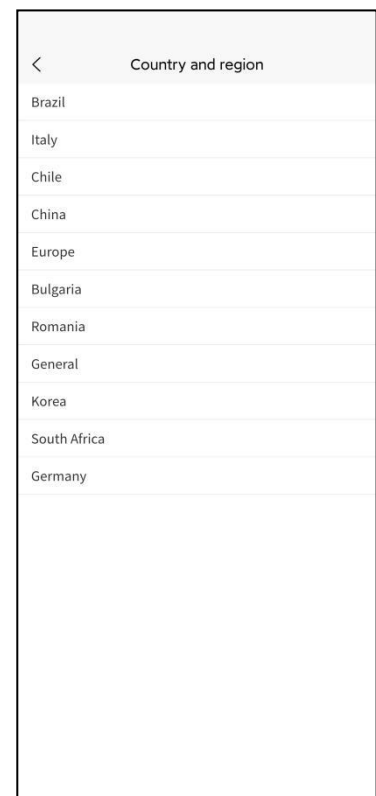 Country and region
Brazil
Italy
Chile
China
Europe
Bulgaria
Romania
General
Korea
South Africa
Germany